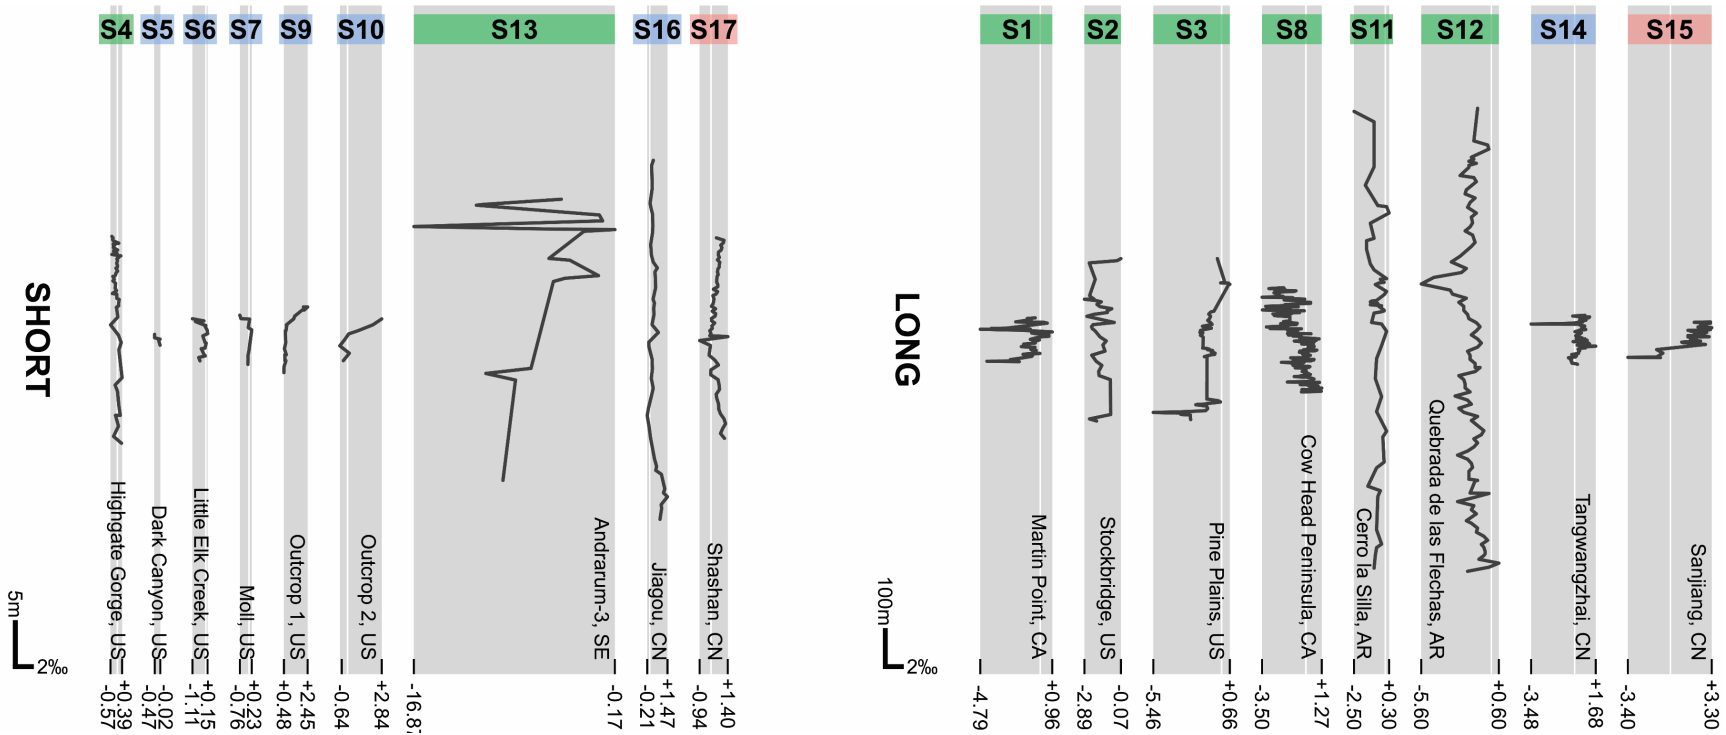 S4 S5 S6 S7 S9 S10 S13 S16 S17
SHORT
Highgate Gorge, US
Dark Canyon, US
Little Elk Creek, US
Moll, US
Outcrop 1, US
Outcrop 2, US
Andrarum-3, SE
Jiagou, CN
Shashan, CN
5m
2‰
-0.57 +0.39
-0.47 -0.02
-1.11 +0.15
-0.76 +0.23
+0.48 +2.45
-0.64 +2.84
-16.87 -0.17
-0.21 +1.47
-0.94 +1.40
S1 S2 S3 S8 S11 S12 S14 S15
LONG
Martin Point, CA
Stockbridge, US
Pine Plains, US
Cow Head Peninsula, CA
Cerro la Silla, AR
Quebrada de las Flechas, AR
Tangwangzhai, CN
Sanjiang, CN
100m
2‰
-4.79 +0.96
-2.89 -0.07
-5.46 +0.66
-3.50 +1.27
-2.50 +0.30
-5.60 +0.60
-3.48 +1.68
-3.40 +3.30